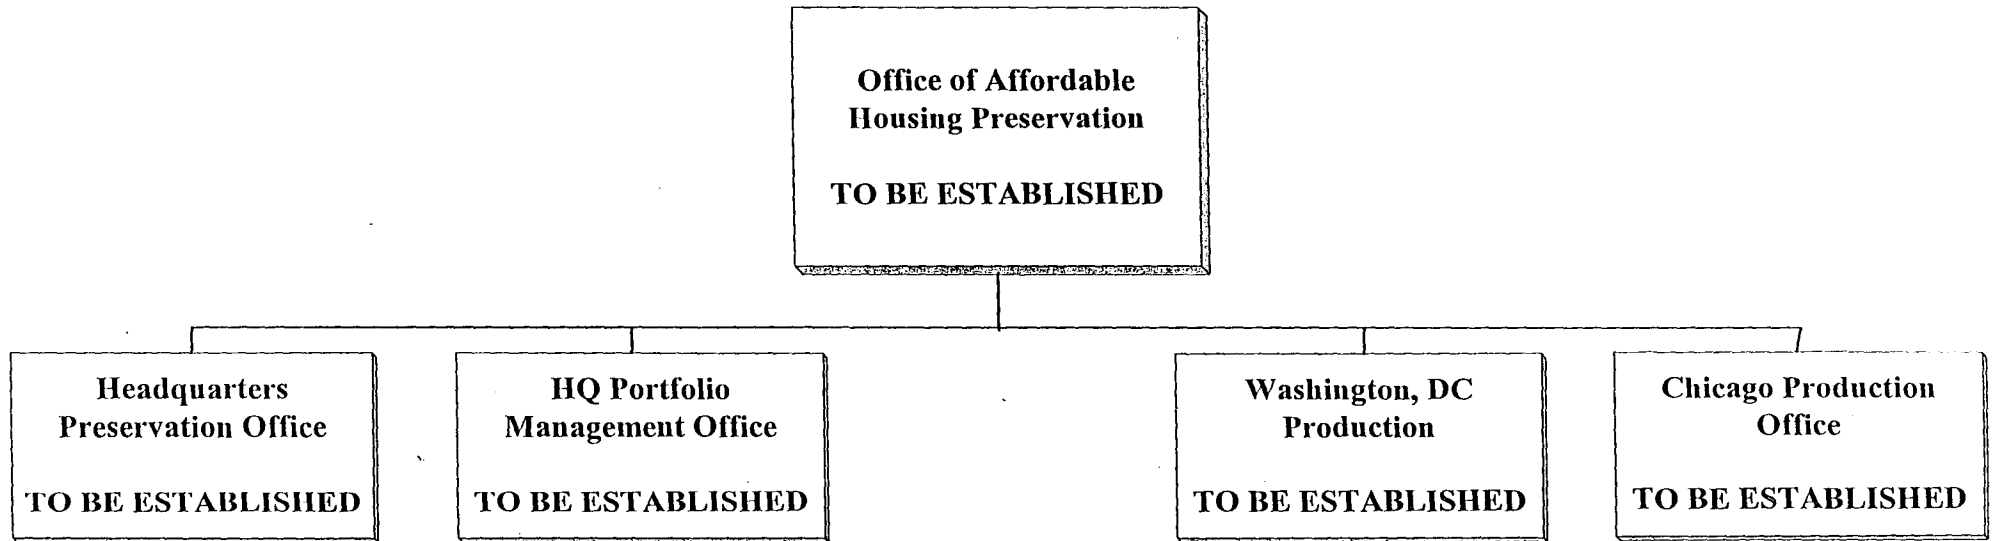 Office of Affordable
Housing Preservation
TO BE ESTABLISHED
Headquarters
Preservation Office
TO BE ESTABLISHED
HQ Portfolio
Management Office
TO BE ESTABLISHED
Washington, DC
Production
TO BE ESTABLISHED
Chicago Production
Office
TO BE ESTABLISHED